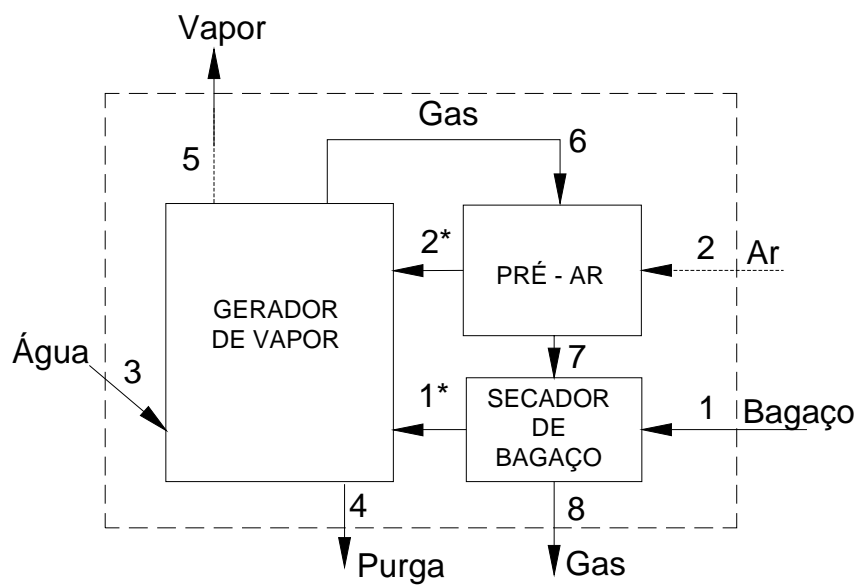 Vapor
Gas
6
5
2*
2
Ar
PRÉ - AR
GERADOR
DE VAPOR
Água
3
7
1*
SECADOR
DE
BAGAÇO
1
Bagaço
4
8
Purga
Gas